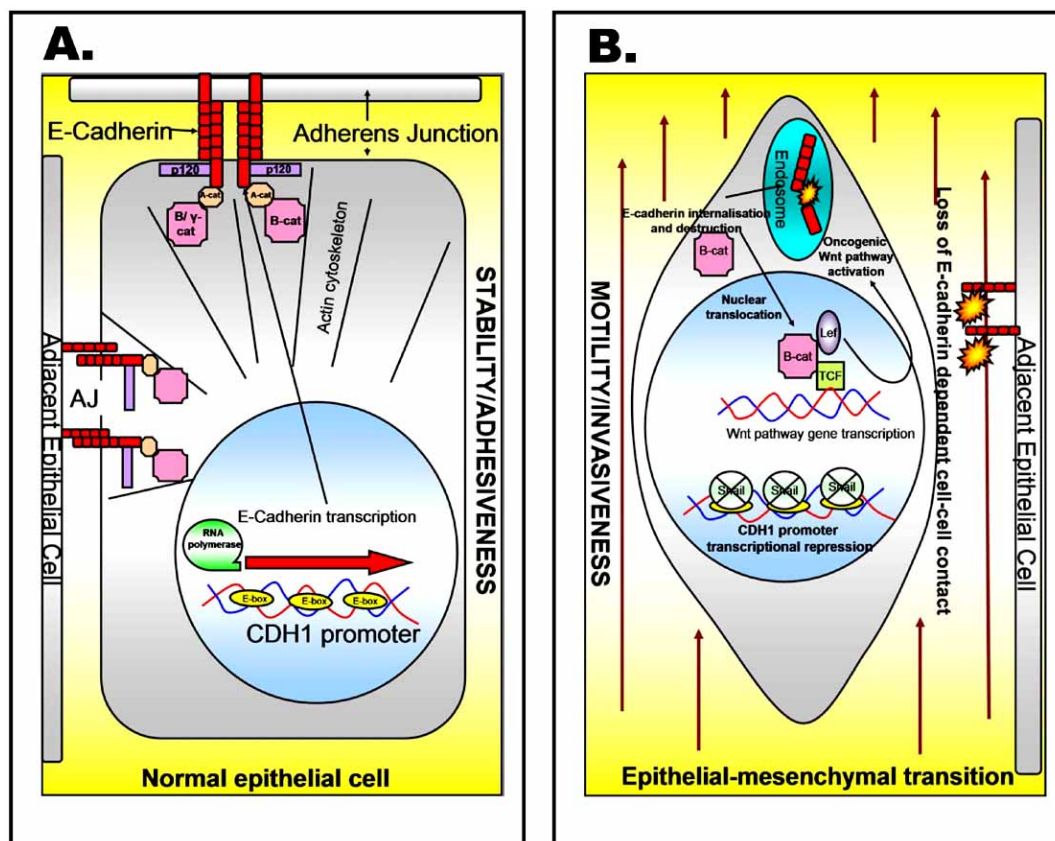 A.
E-Cadherin
Adherens Junction
p120
p120
A-cat
A-cat
B/ γ-
cat
B-cat
Actin cytoskeleton
STABILITY/ADHESIVENESS
Adjacent Epithelial Cell
AJ
E-Cadherin transcription
RNA
polymerase
E-box
E-box
E-box
CDH1 promoter
Normal epithelial cell
B.
Endosome
E-cadherin internalisation
and destruction
B-cat
Oncogenic
Wnt pathway
activation
Nuclear
translocation
Lef
B-cat
TCF
Wnt pathway gene transcription
Snail
Snail
Snail
CDH1 promoter
transcriptional repression
MOTILITY/INVASIVENESS
Loss of E-cadherin dependent cell-cell contact
Adjacent Epithelial Cell
Epithelial-mesenchymal transition